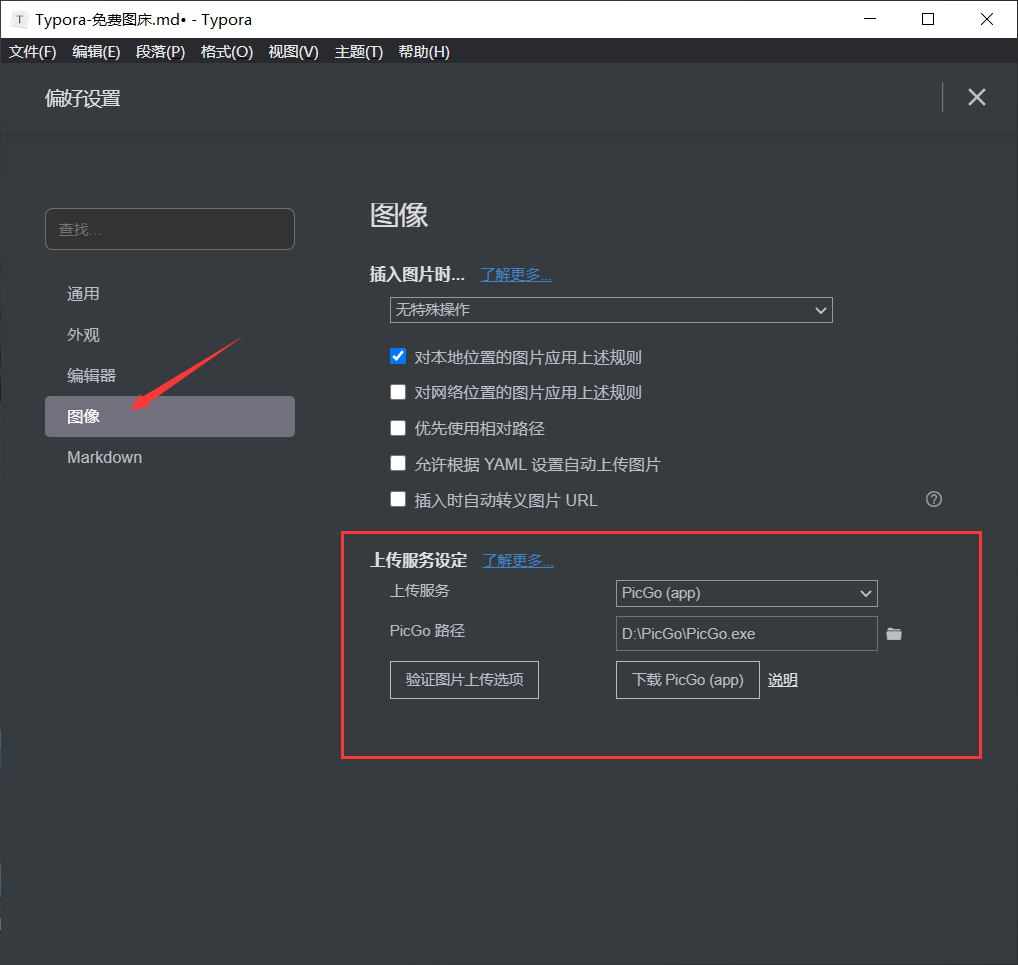 T Typora-免费图床.md• - Typora
文件(F) 编辑(E) 段落(P) 格式(O) 视图(V) 主题(T) 帮助(H)
偏好设置
查找...
通用
外观
编辑器
图像
Markdown
图像
插入图片时... 了解更多...
无特殊操作
对本地位置的图片应用上述规则
对网络位置的图片应用上述规则
优先使用相对路径
允许根据 YAML 设置自动上传图片
插入时自动转义图片 URL ?
上传服务设定 了解更多...
上传服务 PicGo (app)
PicGo 路径 D:\PicGo\PicGo.exe
验证图片上传选项 下载 PicGo (app) 说明